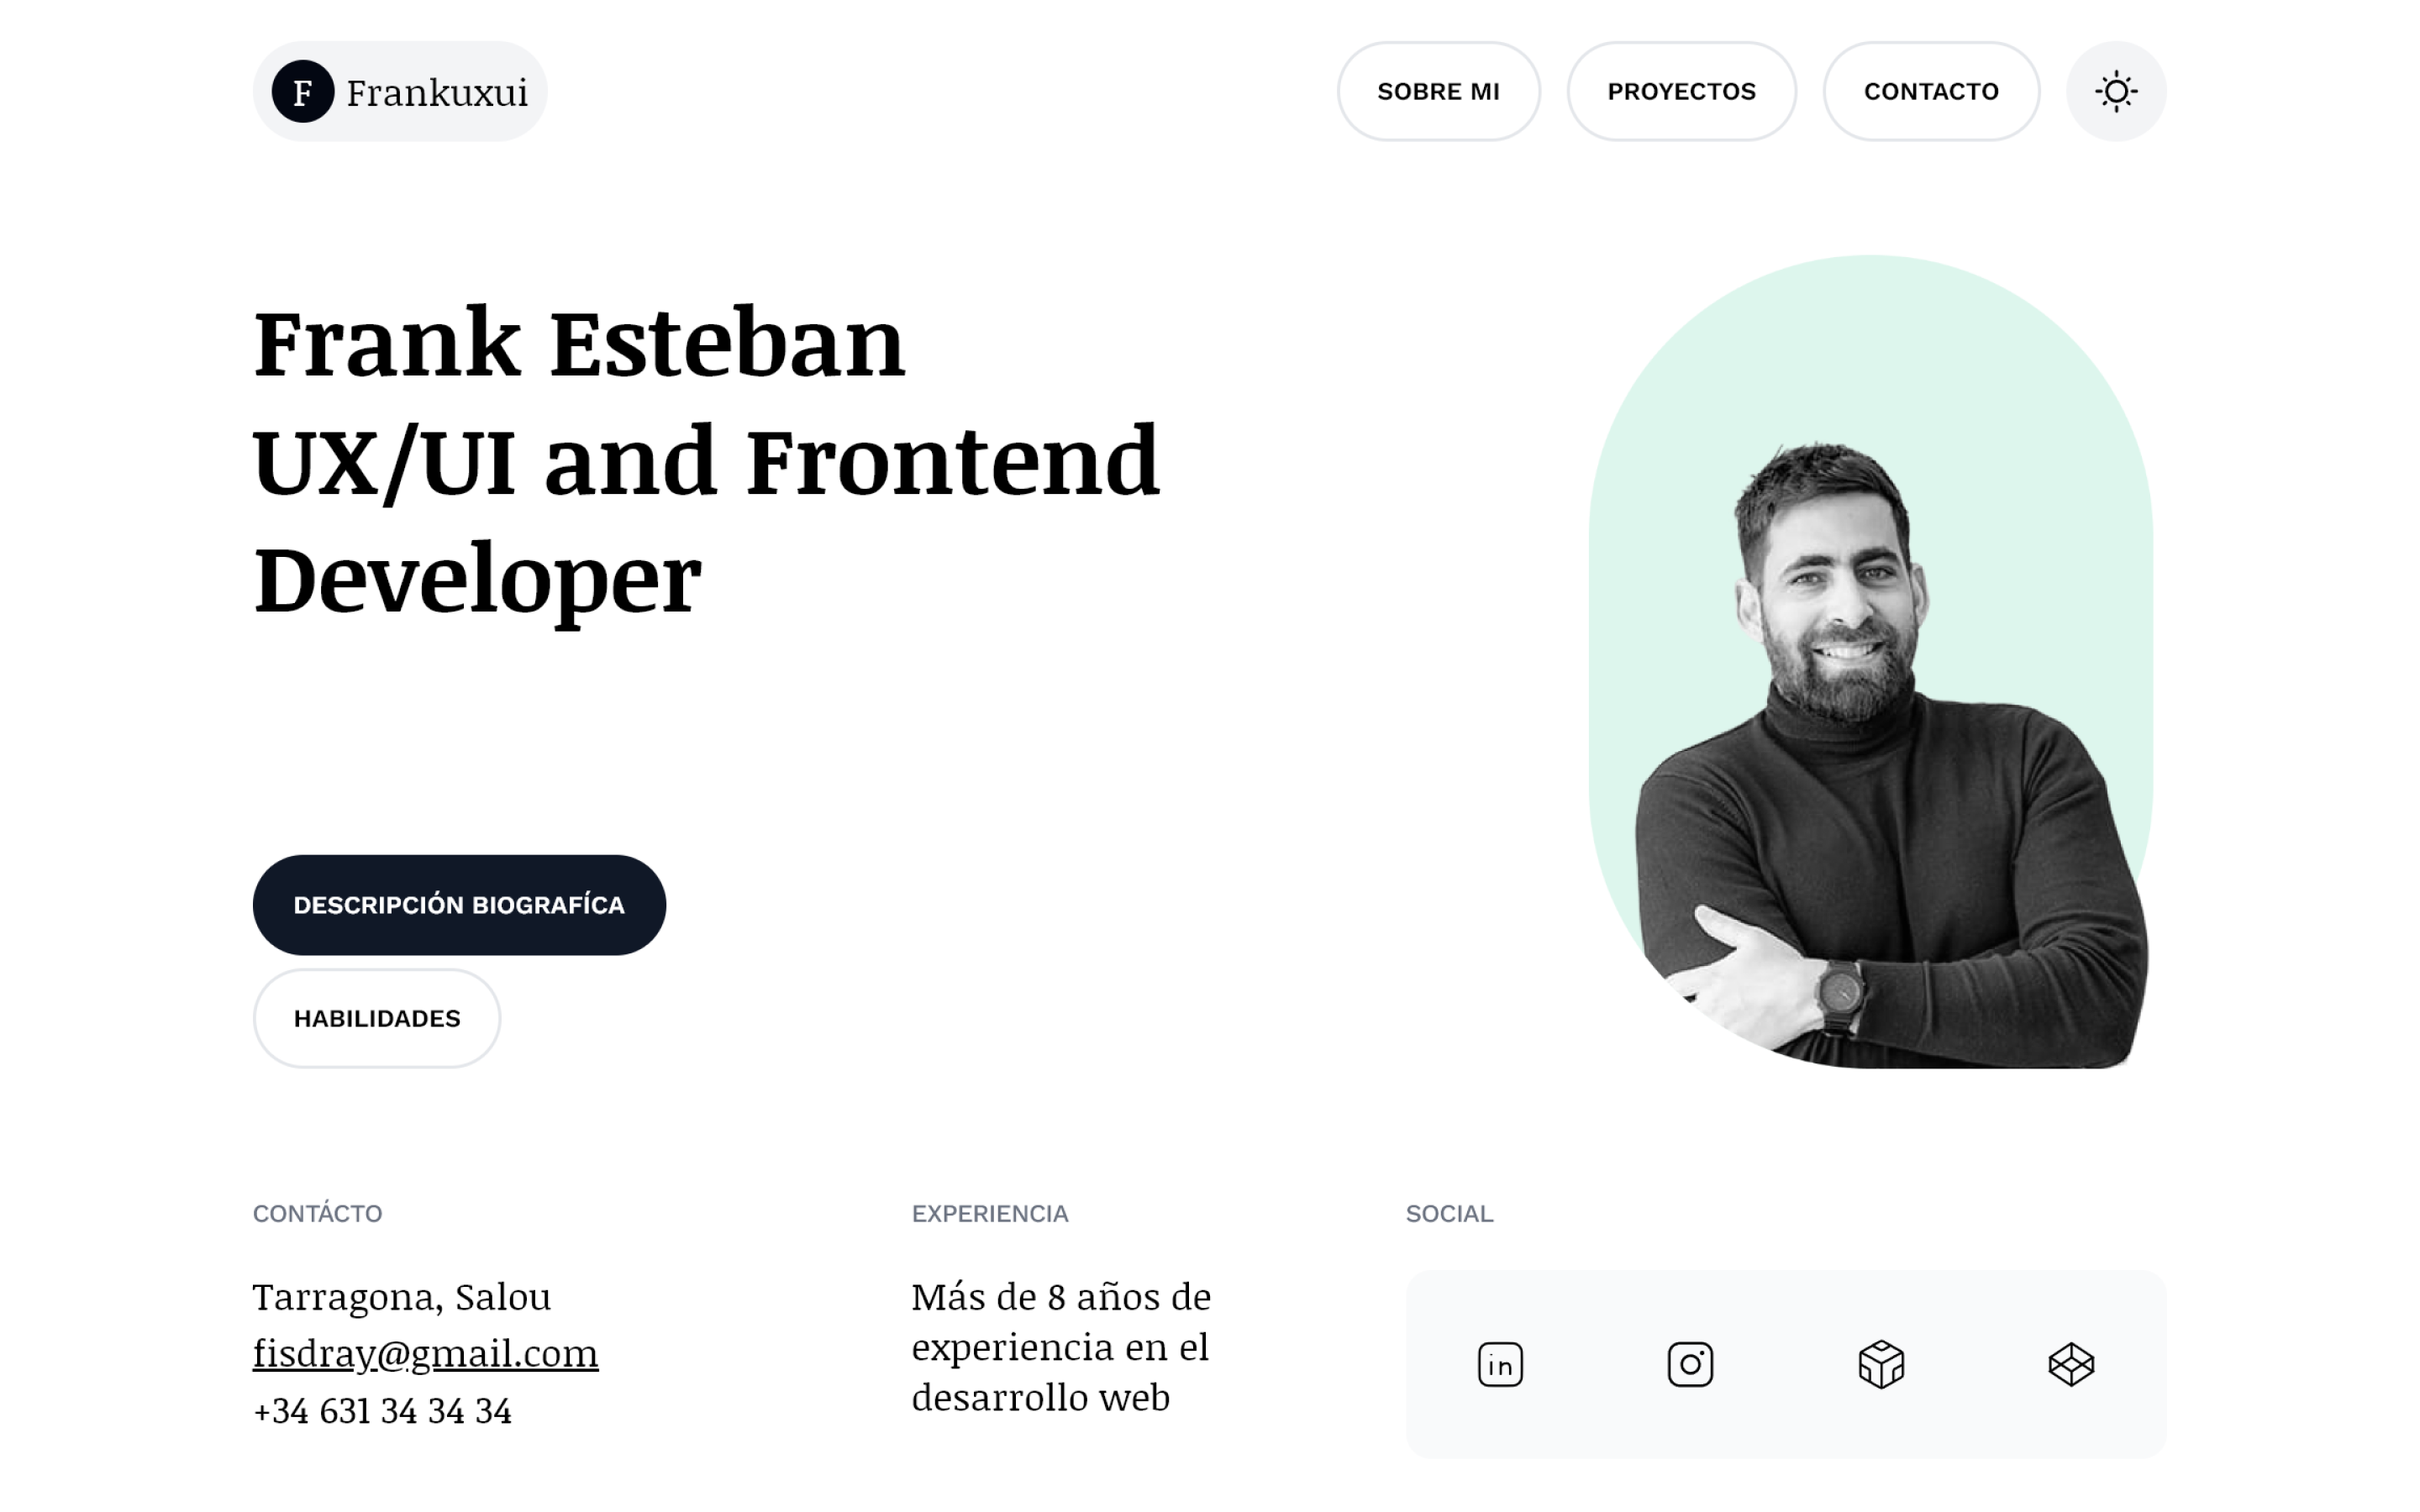 F Frankuxui
SOBRE MI
PROYECTOS
CONTACTO
Frank Esteban
UX/UI and Frontend
Developer
DESCRIPCIÓN BIOGRAFÍCA
HABILIDADES
CONTÁCTO
Tarragona, Salou
fisdray@gmail.com
+34 631 34 34 34
EXPERIENCIA
Más de 8 años de
experiencia en el
desarrollo web
SOCIAL
in